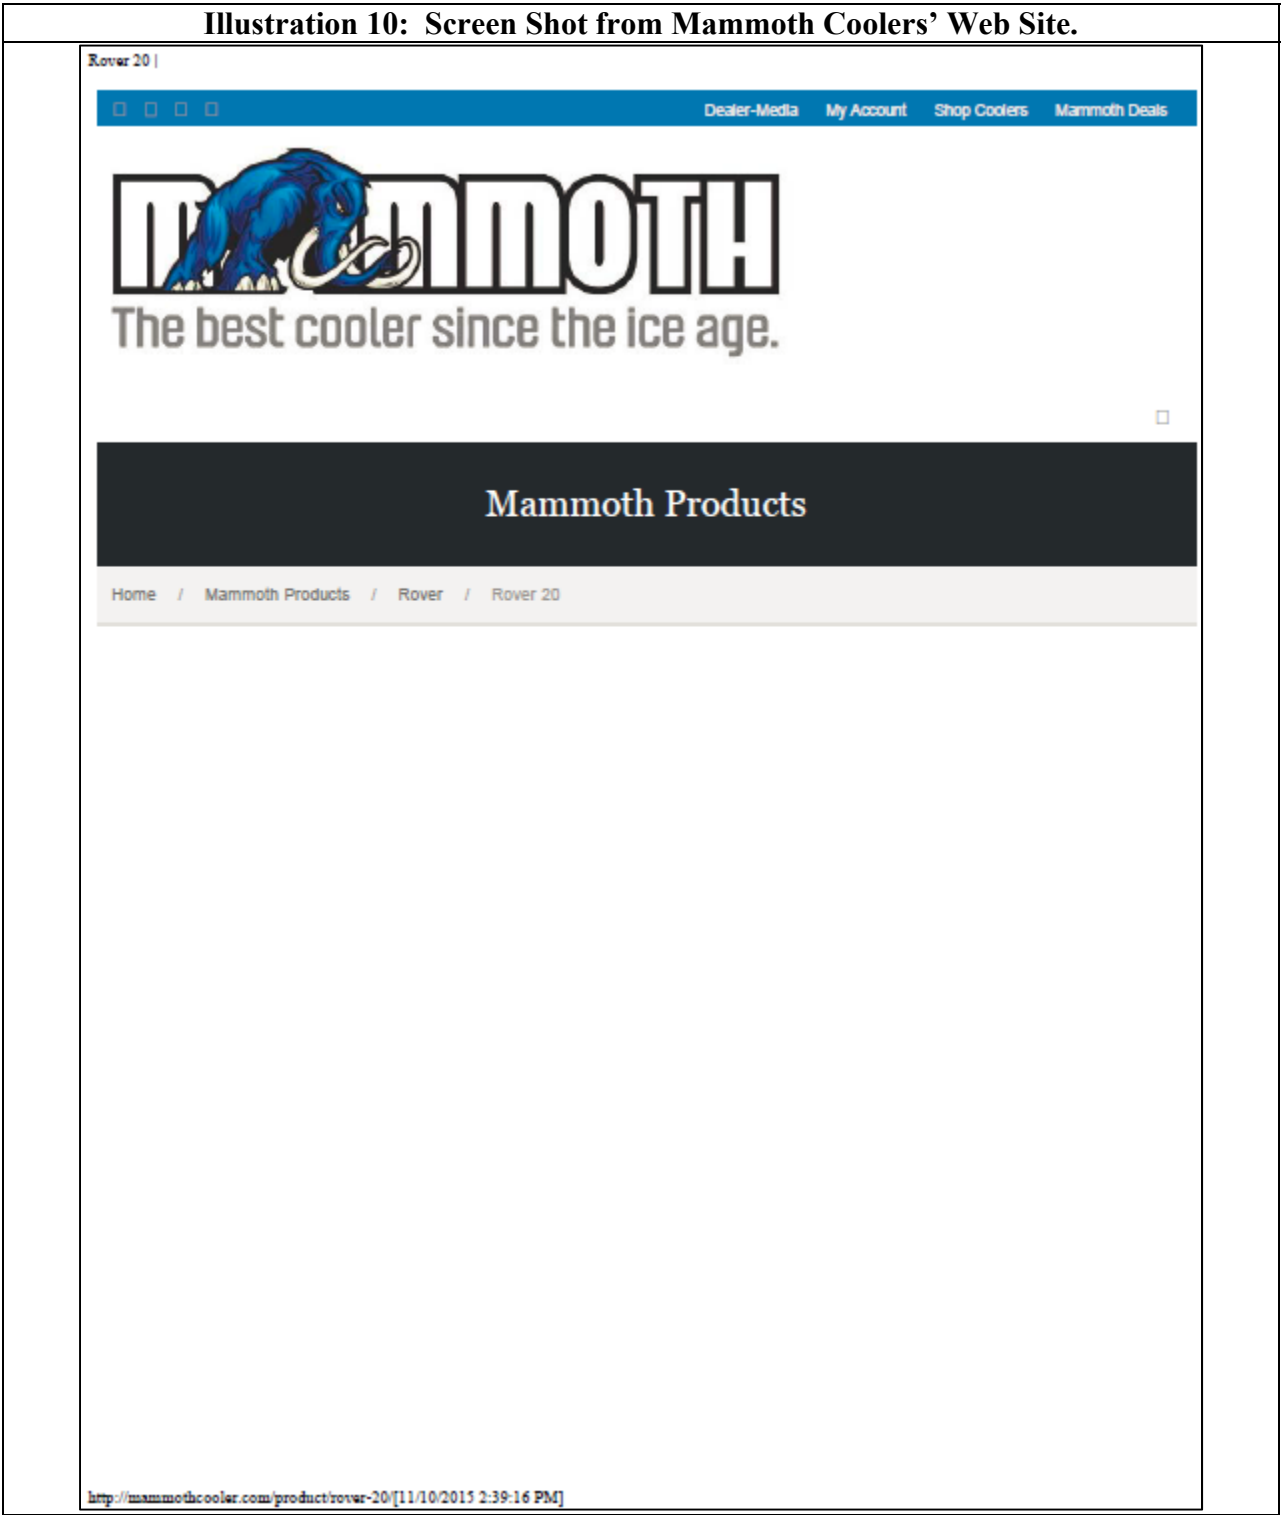 Illustration 10: Screen Shot from Mammoth Coolers’ Web Site.
Rover 20 |
Dealer-Media My Account Shop Coolers Mammoth Deals
MAMMOTH
The best cooler since the ice age.
Mammoth Products
Home / Mammoth Products / Rover / Rover 20
http://mammothcooler.com/product/rover-20/[11/10/2015 2:39:16 PM]